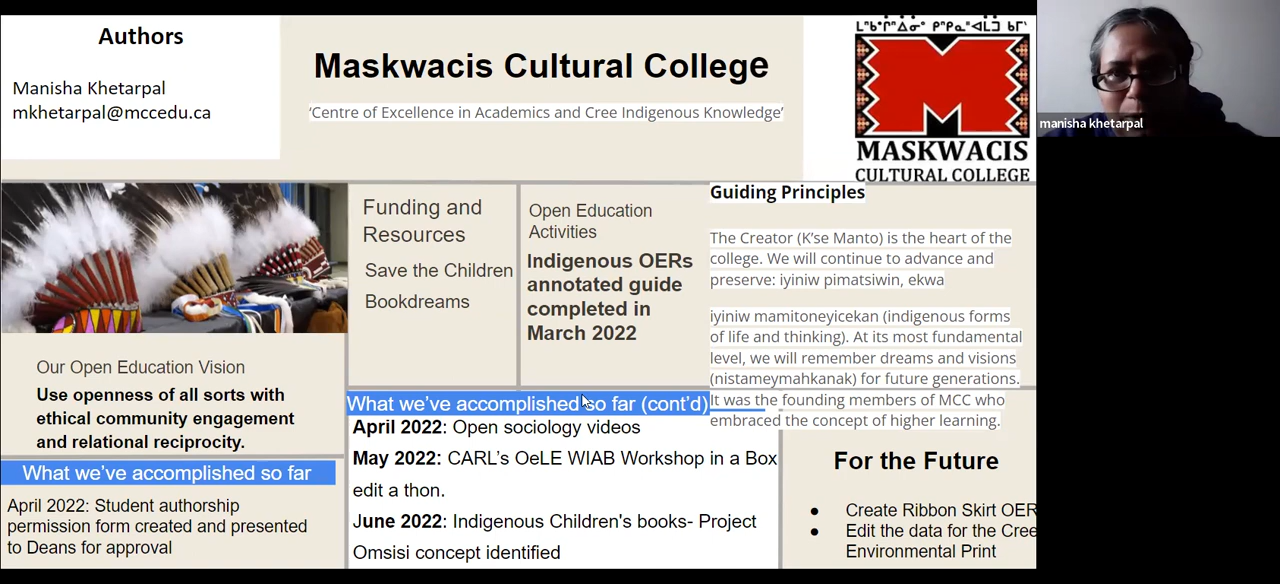 Authors
Manisha Khetarpal
mkhetarpal@mccedu.ca
Maskwacis Cultural College
'Centre of Excellence in Academics and Cree Indigenous Knowledge'
MASKWACIS
CULTURAL COLLEGE
manisha khetarpal
Our Open Education Vision
Use openness of all sorts with
ethical community engagement
and relational reciprocity.
What we've accomplished so far
April 2022: Student authorship
permission form created and presented
to Deans for approval
Funding and
Resources
Save the Children
Bookdreams
Open Education
Activities
Indigenous OERs
annotated guide
completed in
March 2022
What we've accomplished so far (cont'd)
April 2022: Open sociology videos
May 2022: CARL's OeLE WIAB Workshop in a Box
edit a thon.
June 2022: Indigenous Children's books- Project
Omsisi concept identified
Guiding Principles
The Creator (K'se Manto) is the heart of the
college. We will continue to advance and
preserve: iyiniw pimatsiwin, ekwa
iyiniw mamitoneyicekan (indigenous forms
of life and thinking). At its most fundamental
level, we will remember dreams and visions
(nistameymahkanak) for future generations.
It was the founding members of MCC who
embraced the concept of higher learning.
For the Future
● Create Ribbon Skirt OER
● Edit the data for the Cree
Environmental Print